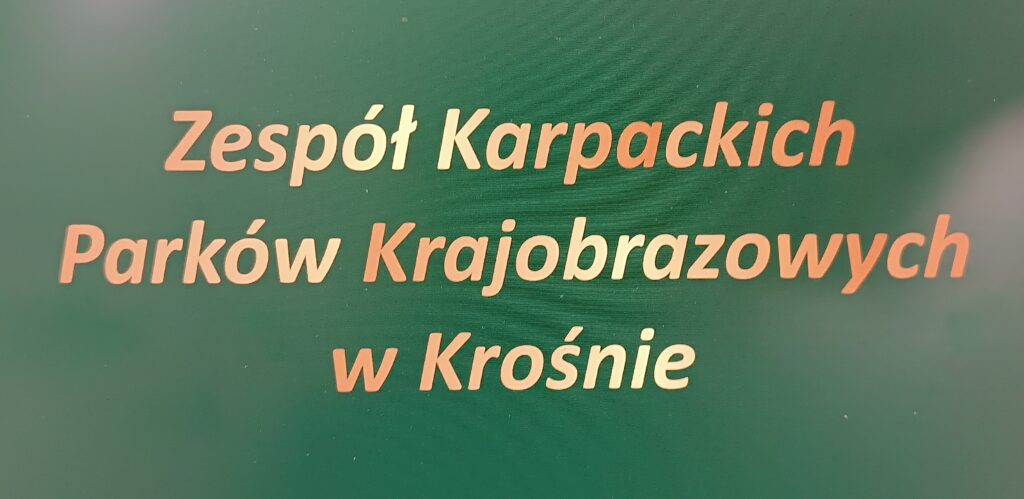 Zespół Karpackich
Parków Krajobrazowych
w Krośnie